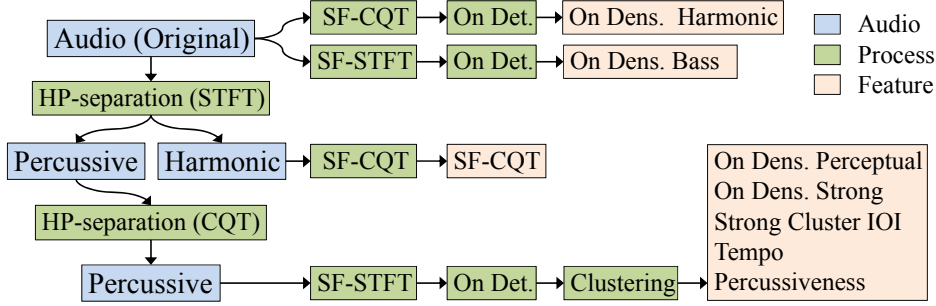 Audio (Original)
SF-CQT
On Det.
On Dens. Harmonic
SF-STFT
On Det.
On Dens. Bass
Audio
Process
Feature
HP-separation (STFT)
Percussive
Harmonic
SF-CQT
SF-CQT
HP-separation (CQT)
Percussive
SF-STFT
On Det.
Clustering
On Dens. Perceptual
On Dens. Strong
Strong Cluster IOI
Tempo
Percussiveness